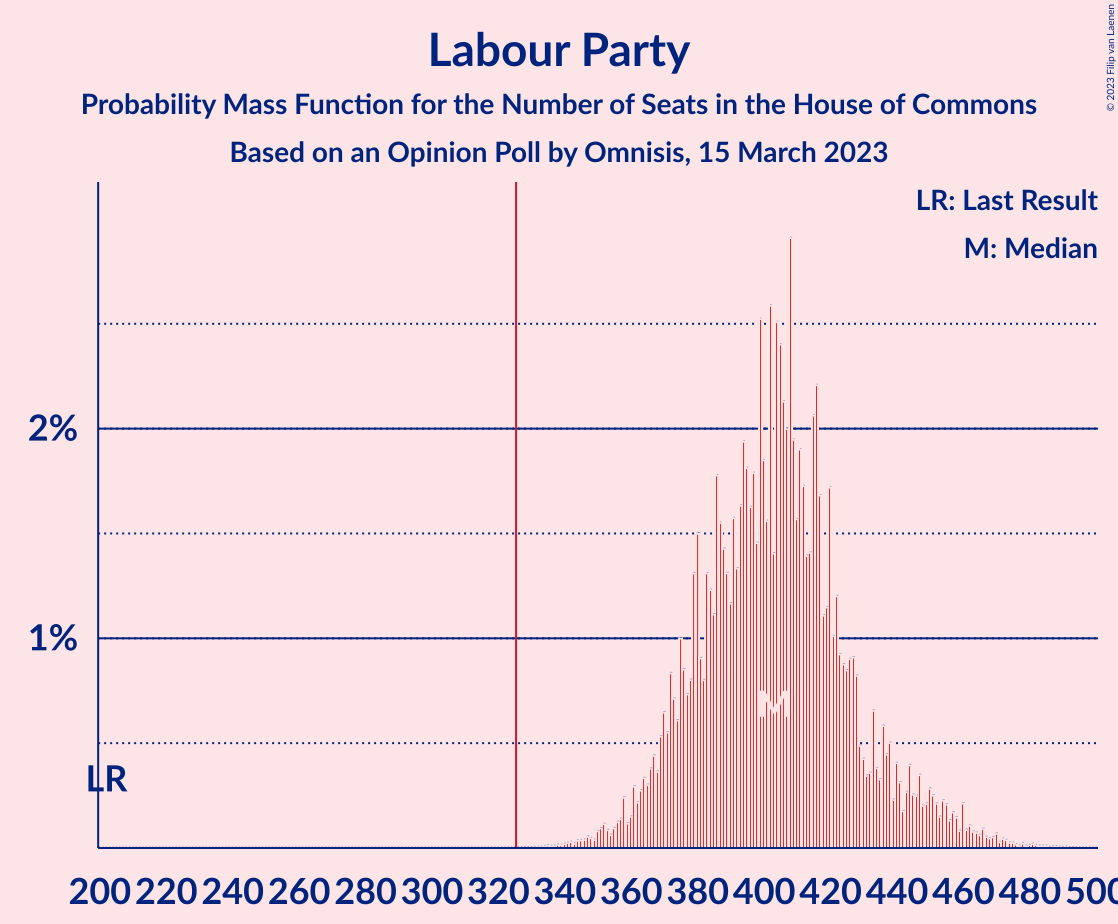 Labour Party
Probability Mass Function for the Number of Seats in the House of Commons
Based on an Opinion Poll by Omnisis, 15 March 2023
© 2023 Filip van Laenen
LR: Last Result
M: Median
2%
1%
M
LR
200 220 240 260 280 300 320 340 360 380 400 420 440 460 480 500